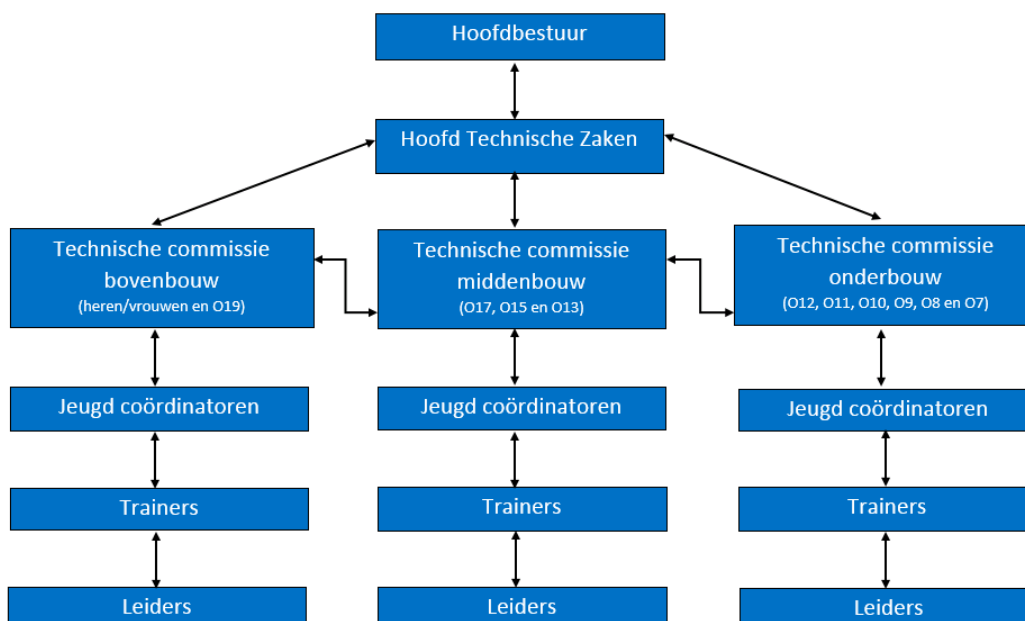 Hoofdbestuur
Hoofd Technische Zaken
Technische commissie
bovenbouw
(heren/vrouwen en O19)
Technische commissie
middenbouw
(O17, O15 en O13)
Technische commissie
onderbouw
(O12, O11, O10, O9, O8 en O7)
Jeugd coördinatoren
Jeugd coördinatoren
Jeugd coördinatoren
Trainers
Trainers
Trainers
Leiders
Leiders
Leiders